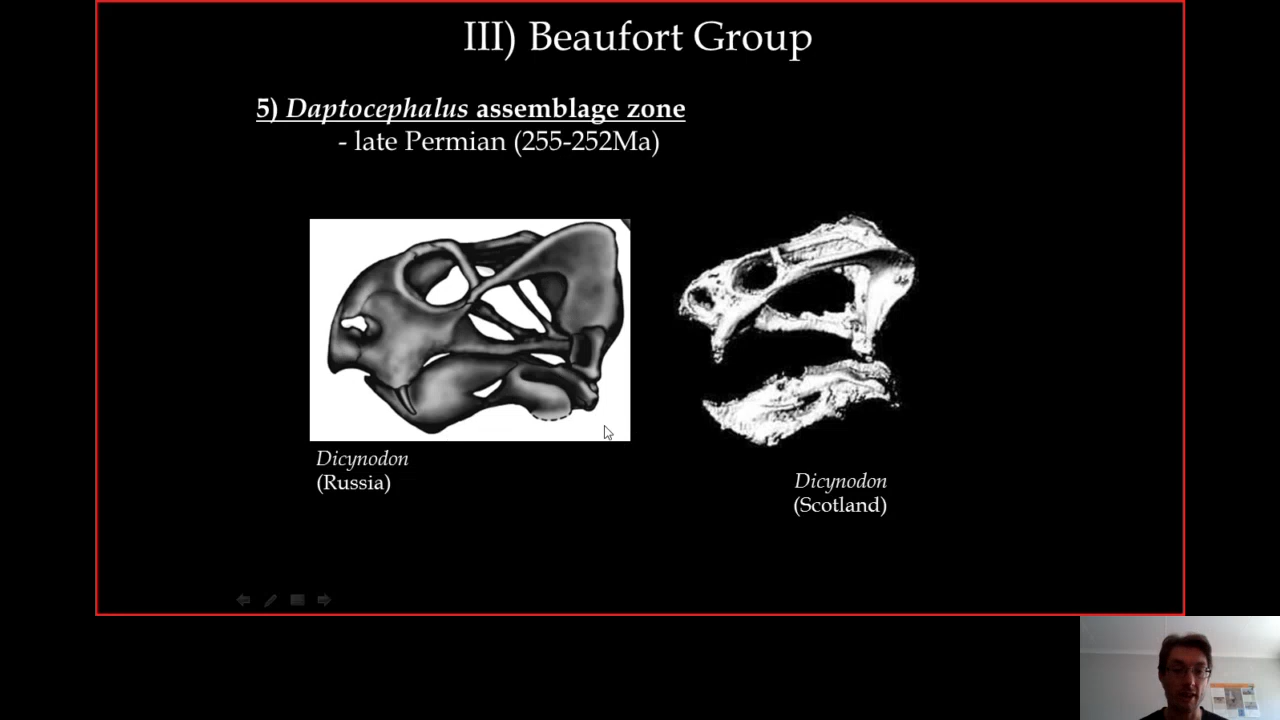 III) Beaufort Group
5) Daptocephalus assemblage zone
- late Permian (255-252Ma)
Dicynodon
(Russia)
Dicynodon
(Scotland)